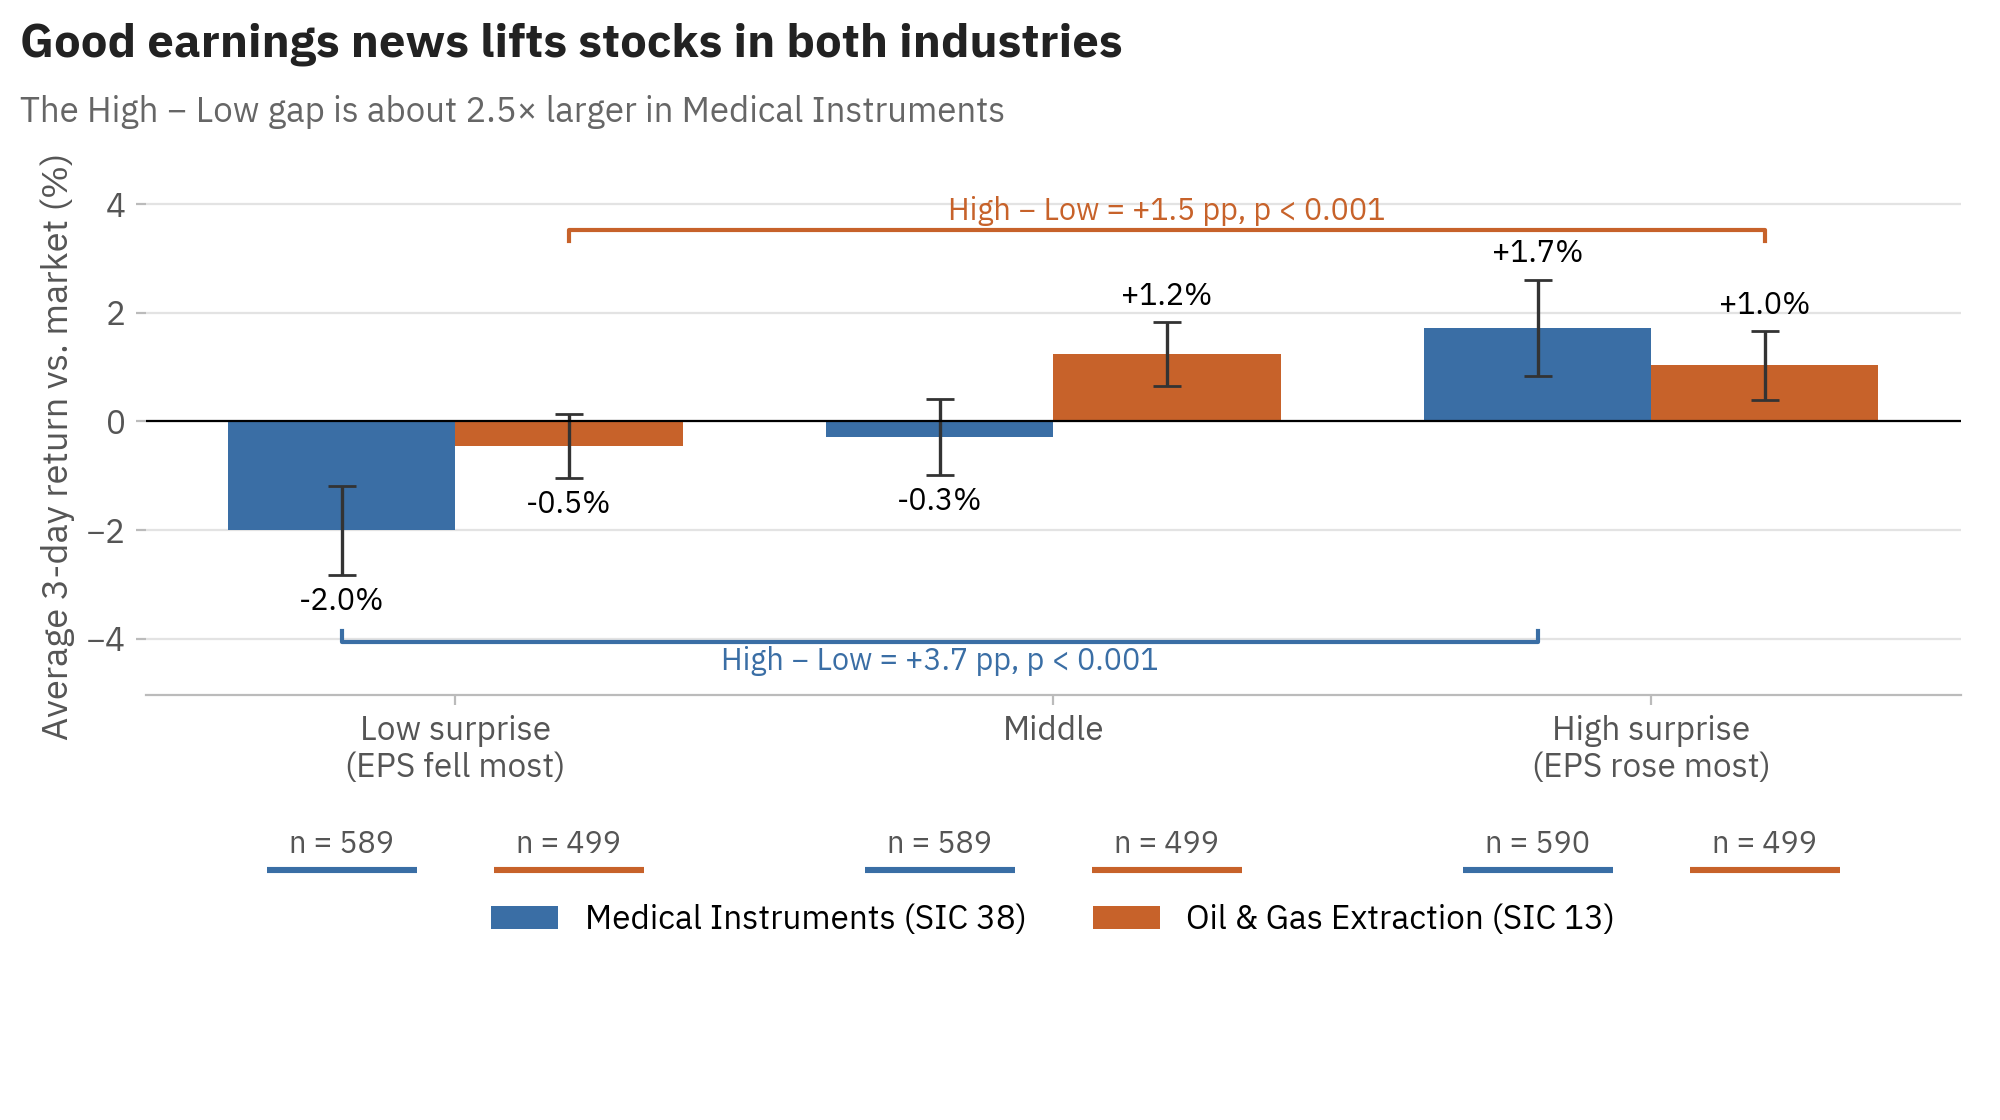 Good earnings news lifts stocks in both industries
The High – Low gap is about 2.5× larger in Medical Instruments
Average 3-day return vs. market (%)
4
2
0
−2
−4
High – Low = +1.5 pp, p < 0.001
+1.7%
+1.2%
+1.0%
-0.5%
-0.3%
-2.0%
High – Low = +3.7 pp, p < 0.001
Low surprise
(EPS fell most)
Middle
High surprise
(EPS rose most)
n = 589
n = 499
n = 589
n = 499
n = 590
n = 499
Medical Instruments (SIC 38)
Oil & Gas Extraction (SIC 13)